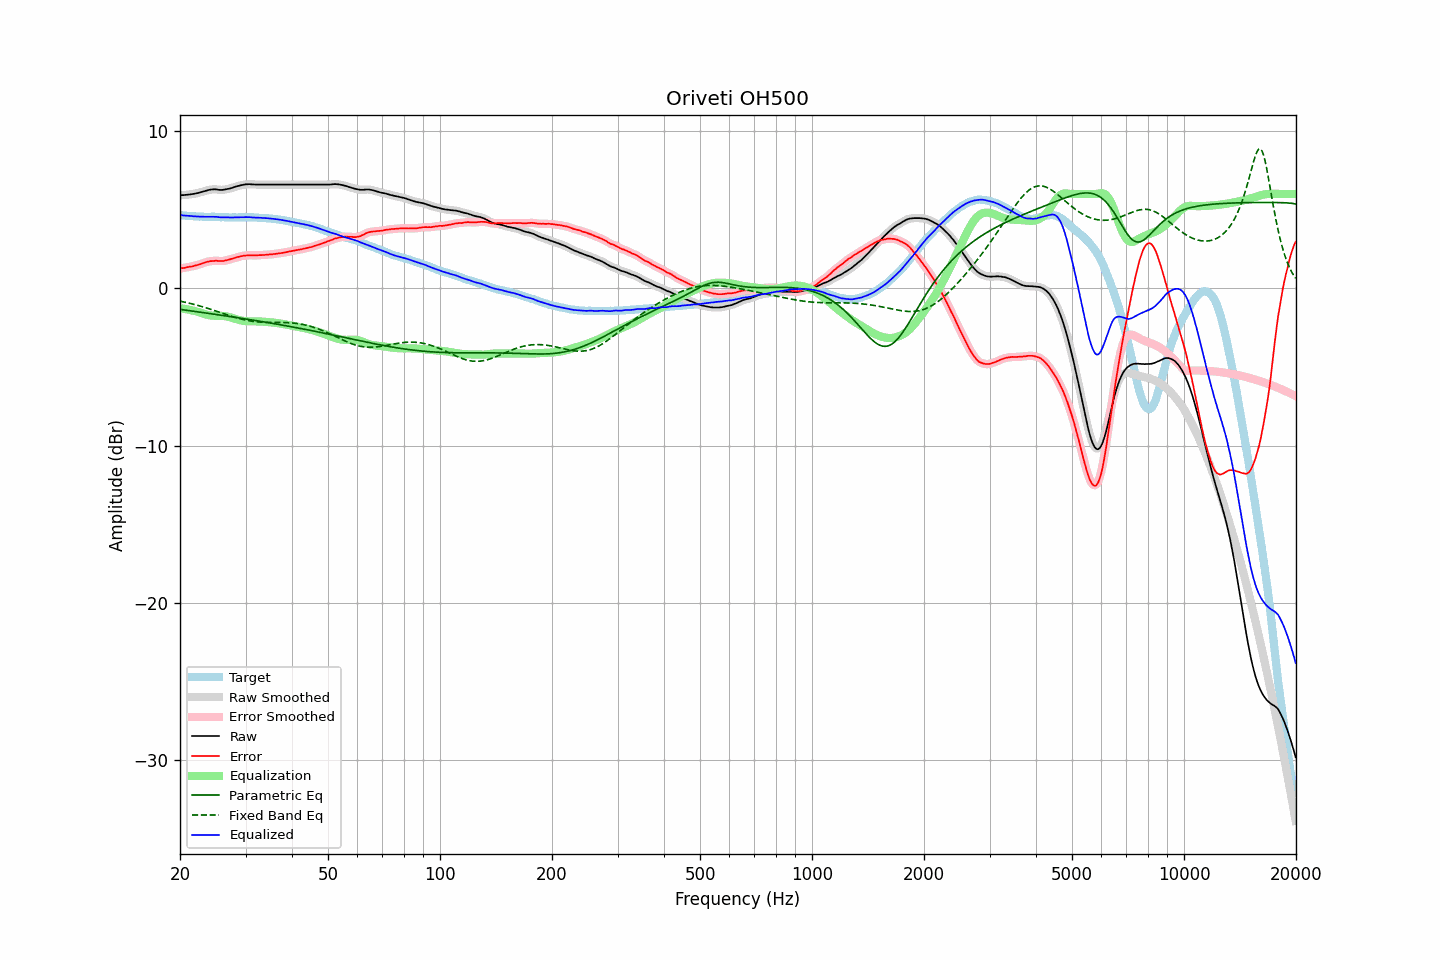 Oriveti OH500
10
0
−10
−20
−30
Amplitude (dBr)
Target
Raw Smoothed
Error Smoothed
Raw
Error
Equalization
Parametric Eq
Fixed Band Eq
Equalized
20 50 100 200 500 1000 2000 5000 10000 20000
Frequency (Hz)